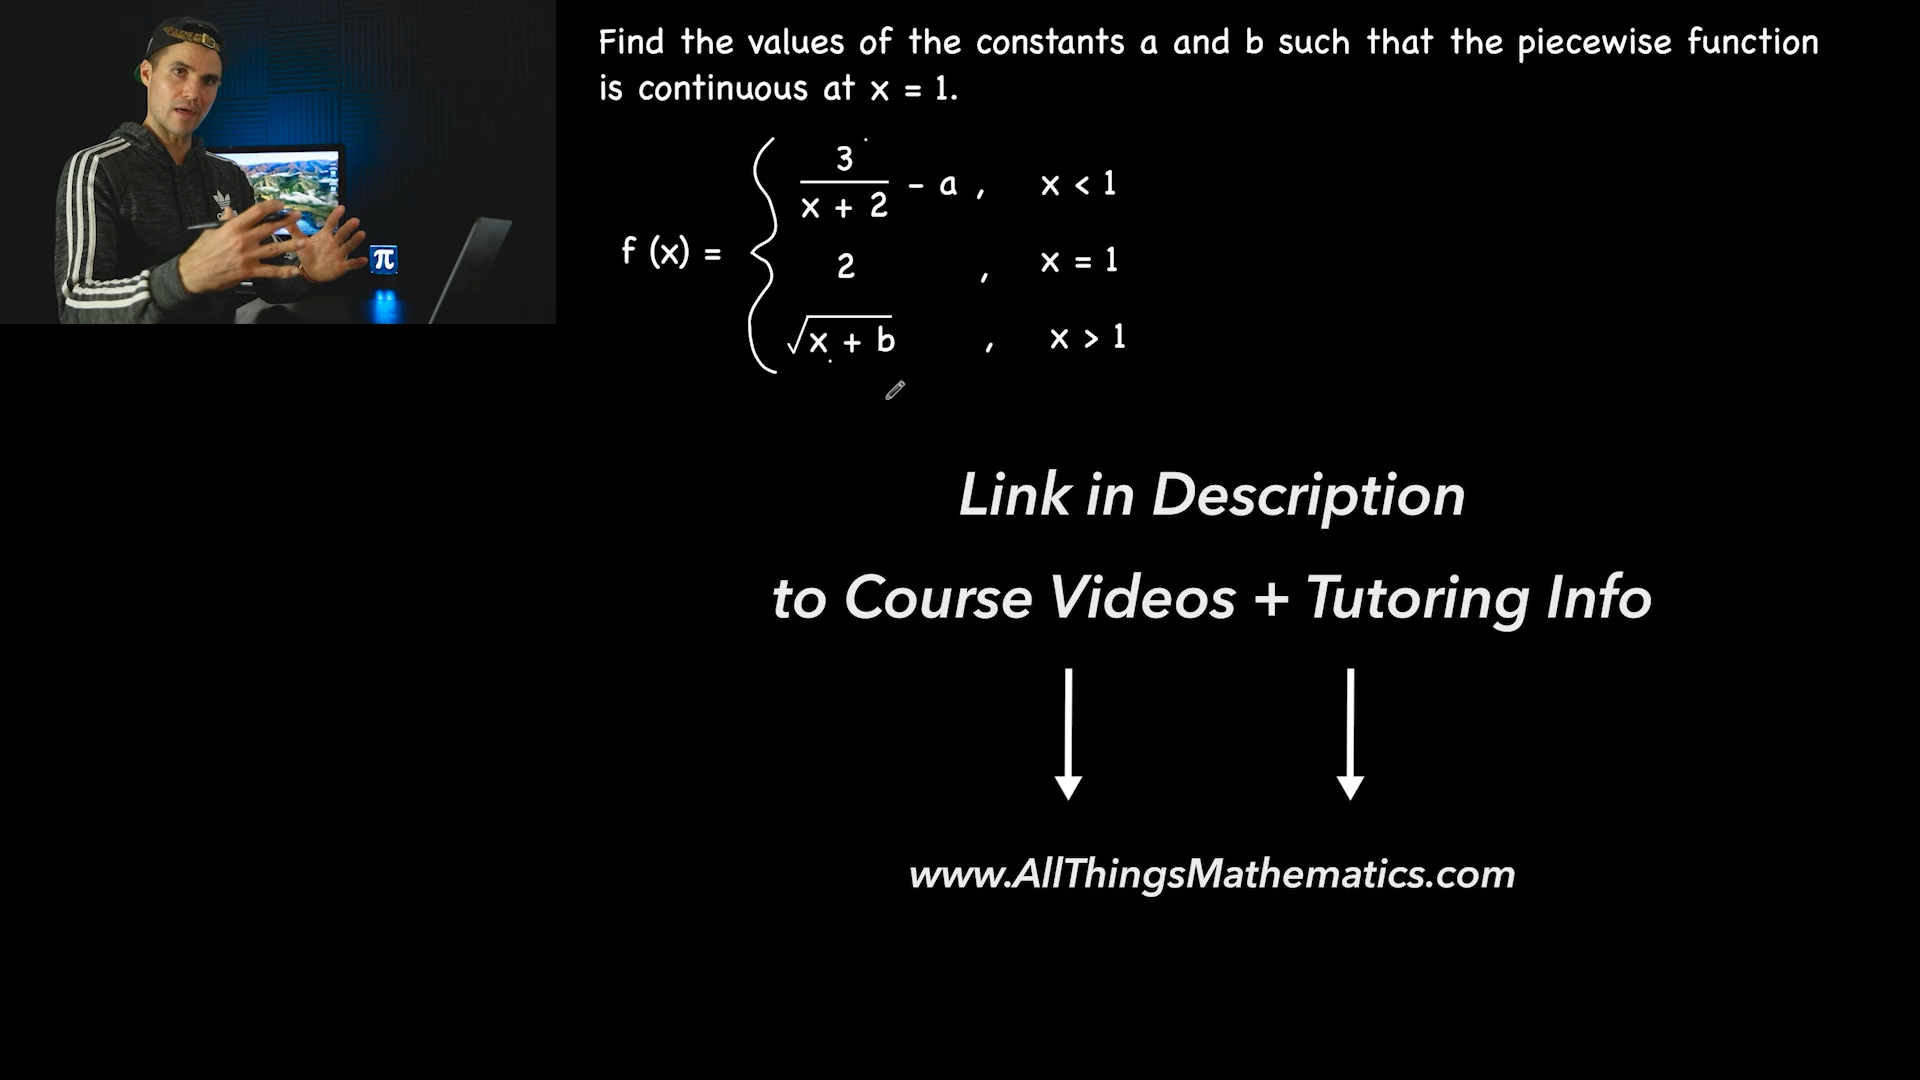 Find the values of the constants a and b such that the piecewise function
is continuous at x = 1.
3
x + 2
- a , x < 1
f (x) =
2 , x = 1
√x + b , x > 1
π
Link in Description
to Course Videos + Tutoring Info
www.AllThingsMathematics.com